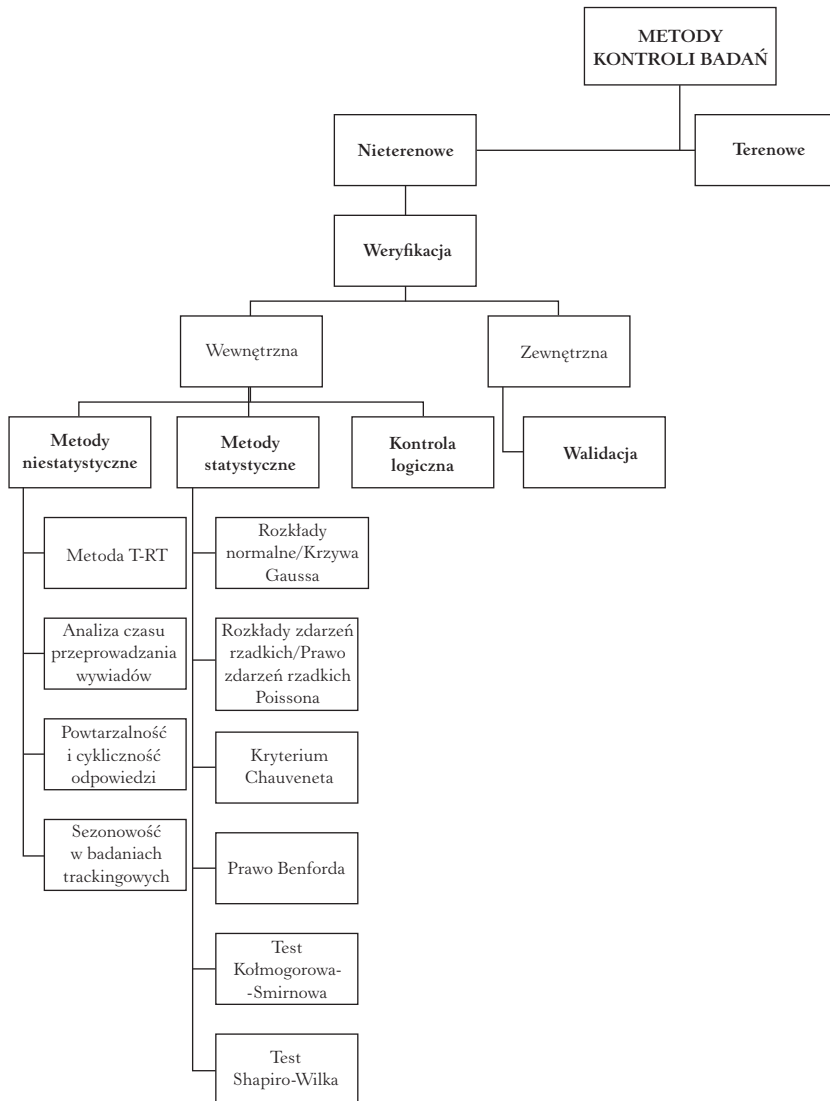 METODY
KONTROLI BADAŃ
Nieterenowe
Terenowe
Weryfikacja
Wewnętrzna
Zewnętrzna
Metody
niestatystyczne
Metody
statystyczne
Kontrola
logiczna
Walidacja
Metoda T-RT
Analiza czasu
przeprowadzania
wywiadów
Powtarzalność
i cykliczność
odpowiedzi
Sezonowość
w badaniach
trackingowych
Rozkłady
normalne/Krzywa
Gaussa
Rozkłady zdarzeń
rzadkich/Prawo
zdarzeń rzadkich
Poissona
Kryterium
Chauveneta
Prawo Benforda
Test
Kołmogorowa-
-Smirnowa
Test
Shapiro-Wilka